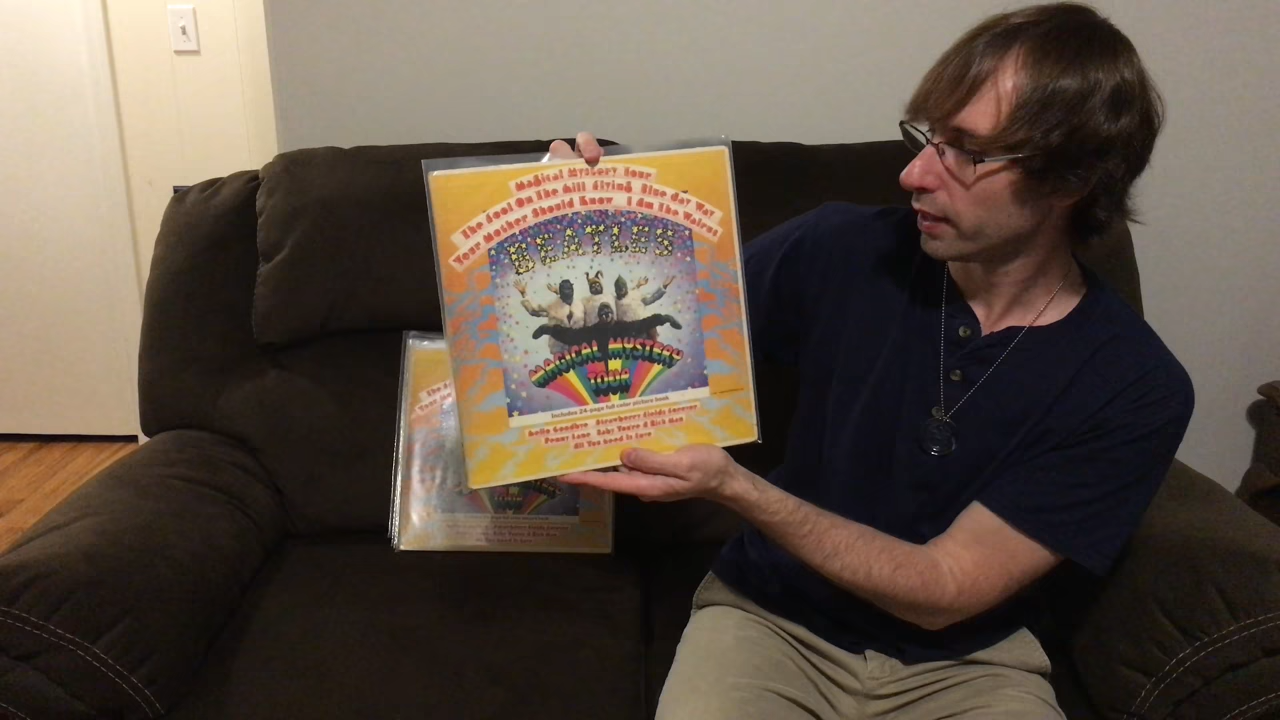 Magical Mystery Tour
The Fool On The Hill Flying Blue Jay Way
Your Mother Should Know I Am The Walrus
BEATLES
MAGICAL MYSTERY
TOUR
Includes 24-page full color picture book
Hello Goodbye Strawberry Fields Forever
Penny Lane Baby You're A Rich Man
All You Need Is Love